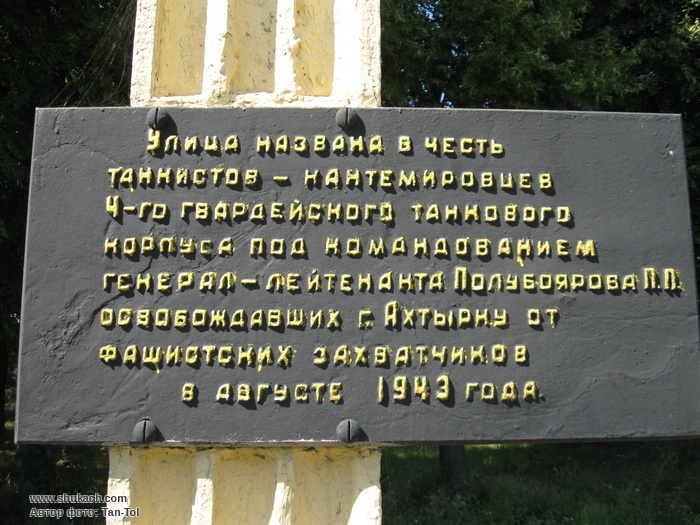 Улица названа в честь
танкистов – кантемировцев
4-го гвардейского танкового
корпуса под командованием
генерал–лейтенанта Полубоярова П.П.
освобождавших г. Ахтырку от
фашистских захватчиков
в августе 1943 года.
www.shukach.com
Автор фото: Tan-Tol